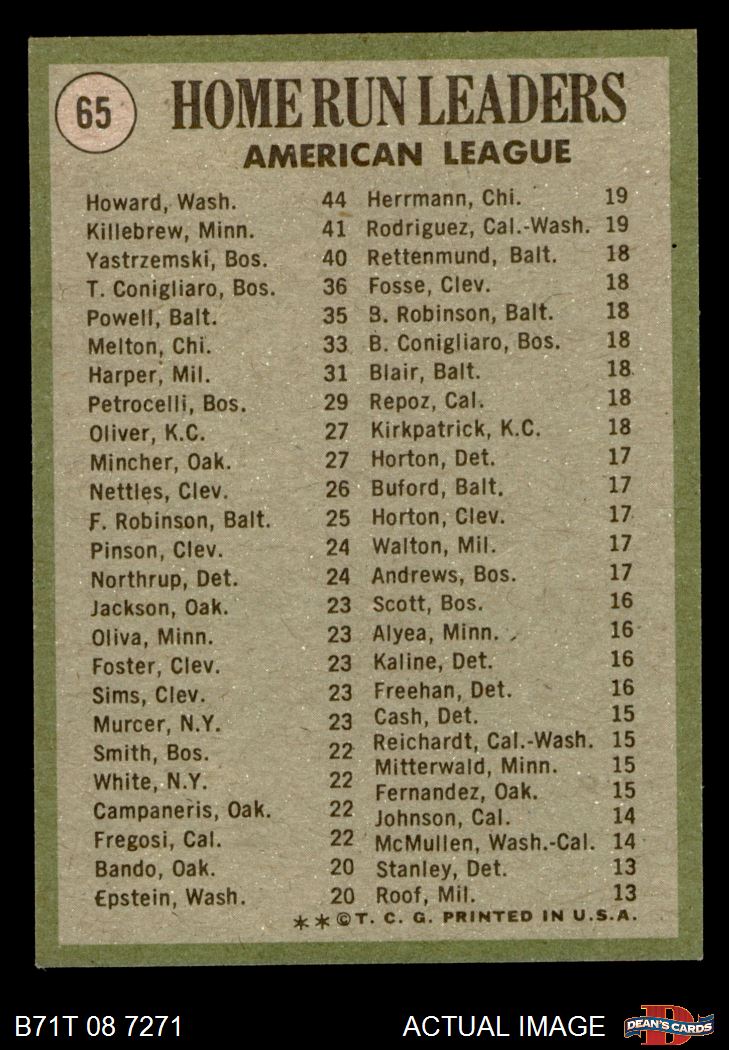 65
HOME RUN LEADERS
AMERICAN LEAGUE
Howard, Wash. 44
Killebrew, Minn. 41
Yastrzemski, Bos. 40
T. Conigliaro, Bos. 36
Powell, Balt. 35
Melton, Chi. 33
Harper, Mil. 31
Petrocelli, Bos. 29
Oliver, K.C. 27
Mincher, Oak. 27
Nettles, Clev. 26
F. Robinson, Balt. 25
Pinson, Clev. 24
Northrup, Det. 24
Jackson, Oak. 23
Oliva, Minn. 23
Foster, Clev. 23
Sims, Clev. 23
Murcer, N.Y. 23
Smith, Bos. 22
White, N.Y. 22
Campaneris, Oak. 22
Fregosi, Cal. 22
Bando, Oak. 20
Epstein, Wash. 20
Herrmann, Chi. 19
Rodriguez, Cal.-Wash. 19
Rettenmund, Balt. 18
Fosse, Clev. 18
B. Robinson, Balt. 18
B. Conigliaro, Bos. 18
Blair, Balt. 18
Repoz, Cal. 18
Kirkpatrick, K.C. 18
Horton, Det. 17
Buford, Balt. 17
Horton, Clev. 17
Walton, Mil. 17
Andrews, Bos. 17
Scott, Bos. 16
Alyea, Minn. 16
Kaline, Det. 16
Freehan, Det. 16
Cash, Det. 15
Reichardt, Cal.-Wash. 15
Mitterwald, Minn. 15
Fernandez, Oak. 15
Johnson, Cal. 14
McMullen, Wash.-Cal. 14
Stanley, Det. 13
Roof, Mil. 13
**©T. C. G. PRINTED IN U.S.A.
B71T 08 7271 ACTUAL IMAGE
D
DEAN'S CARDS